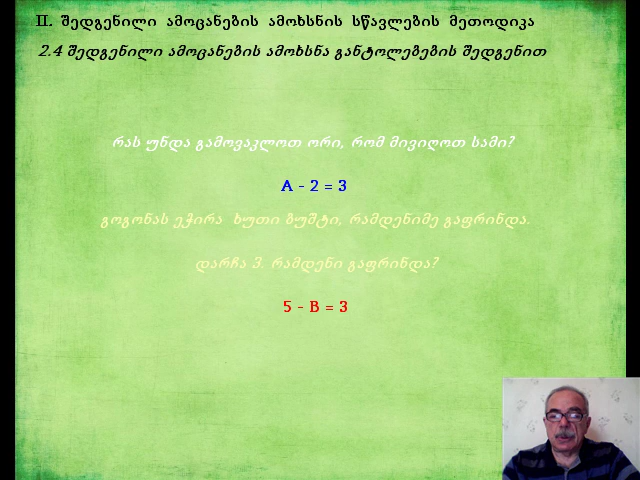 II. შედგენილი ამოცანების ამოხსნის სწავლების მეთოდიკა
2.4 შედგენილი ამოცანების ამოხსნა განტოლებების შედგენით
რას უნდა გამოვაკლოთ ორი, რომ მივიღოთ სამი?
A - 2 = 3
გოგონას ეჭირა ხუთი ბუშტი, რამდენიმე გაფრინდა.
დარჩა 3. რამდენი გაფრინდა?
5 - B = 3